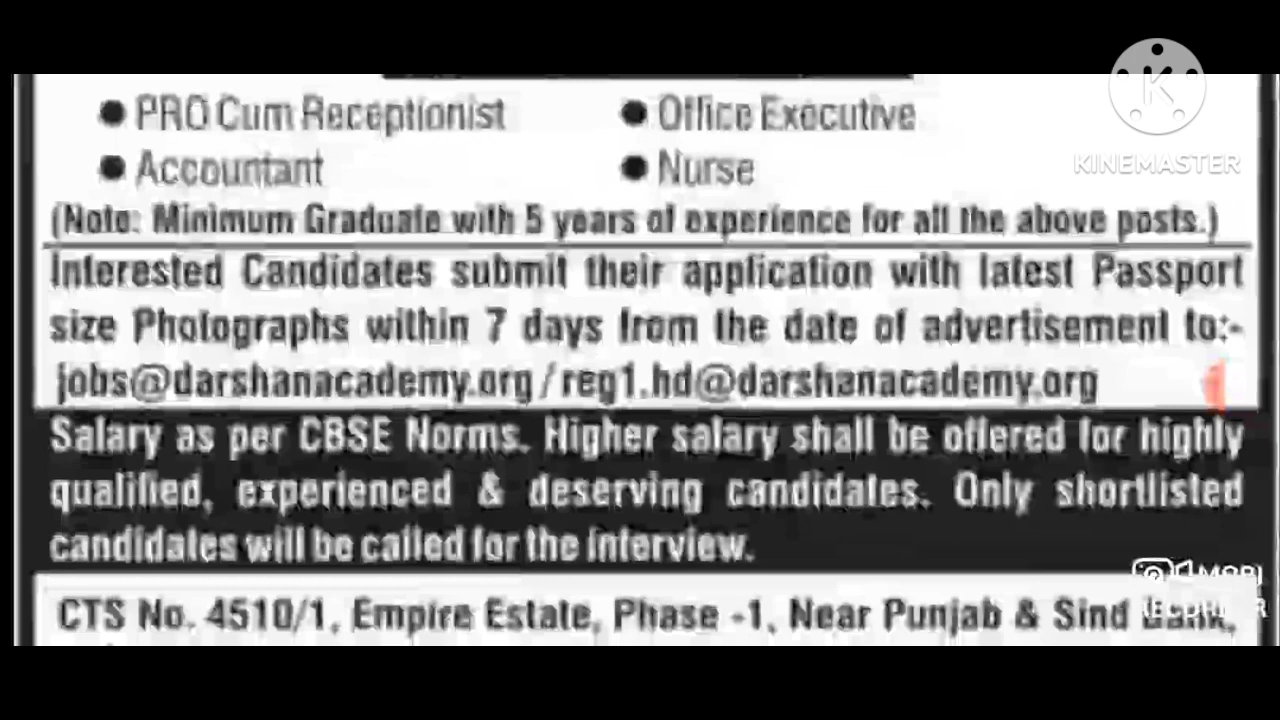 • PRO Cum Receptionist • Office Executive
• Accountant • Nurse
(Note: Minimum Graduate with 5 years of experience for all the above posts.)
Interested Candidates submit their application with latest Passport
size Photographs within 7 days from the date of advertisement to:-
jobs@darshanacademy.org / reg1.hd@darshanacademy.org
Salary as per CBSE Norms. Higher salary shall be offered for highly
qualified, experienced & deserving candidates. Only shortlisted
candidates will be called for the interview.
CTS No. 4510/1, Empire Estate, Phase -1, Near Punjab & Sind Bank,
K
KINEMASTER
MOBI
RECORDER